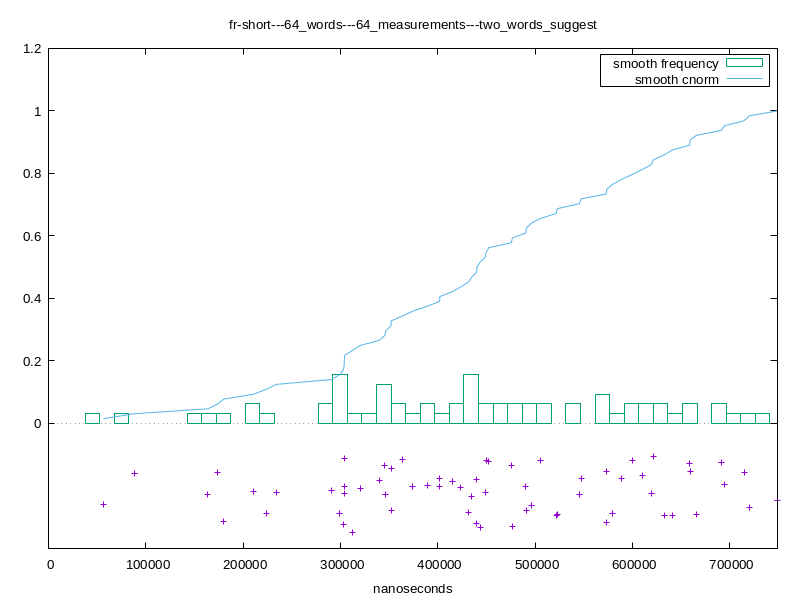 fr-short---64_words---64_measurements---two_words_suggest
1.2
smooth frequency
smooth cnorm
1
0.8
0.6
0.4
0.2
0
0 100000 200000 300000 400000 500000 600000 700000
nanoseconds